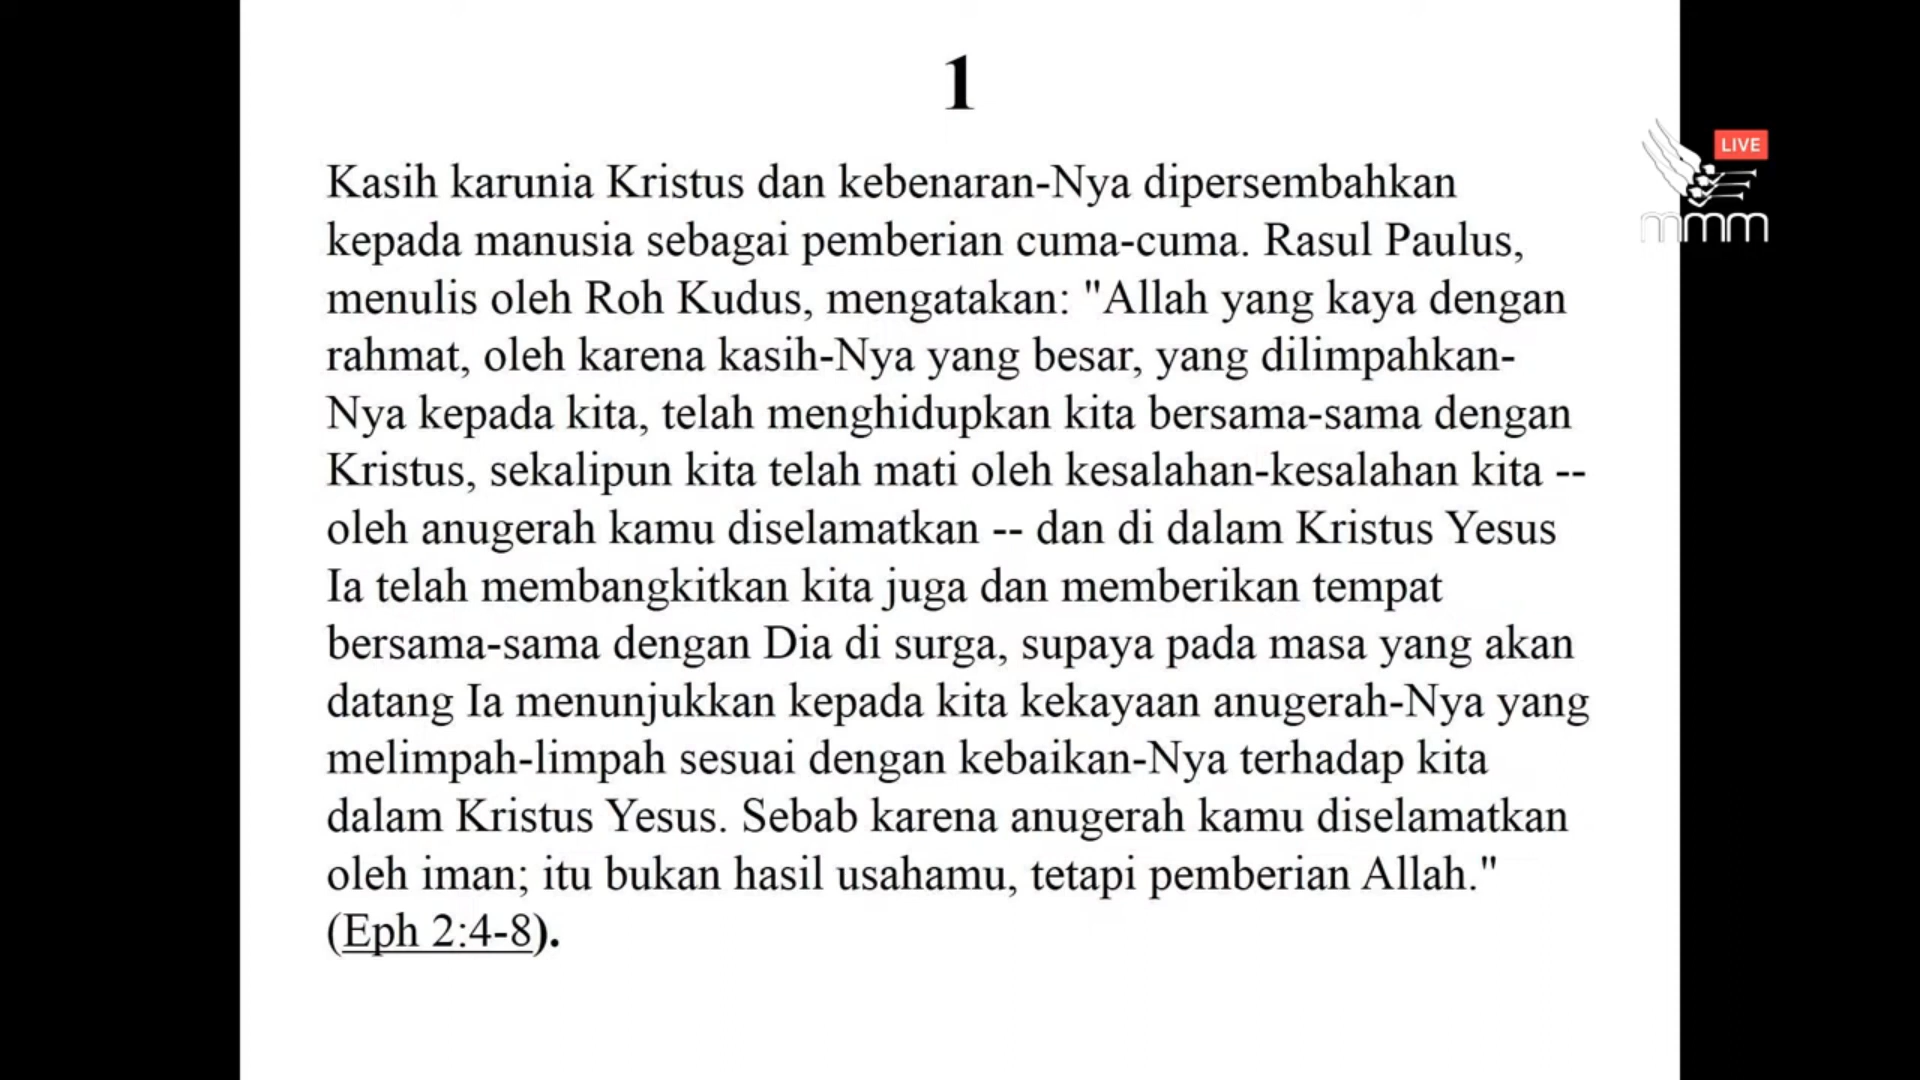 1
LIVE
mmm
Kasih karunia Kristus dan kebenaran-Nya dipersembahkan
kepada manusia sebagai pemberian cuma-cuma. Rasul Paulus,
menulis oleh Roh Kudus, mengatakan: "Allah yang kaya dengan
rahmat, oleh karena kasih-Nya yang besar, yang dilimpahkan-
Nya kepada kita, telah menghidupkan kita bersama-sama dengan
Kristus, sekalipun kita telah mati oleh kesalahan-kesalahan kita --
oleh anugerah kamu diselamatkan -- dan di dalam Kristus Yesus
Ia telah membangkitkan kita juga dan memberikan tempat
bersama-sama dengan Dia di surga, supaya pada masa yang akan
datang Ia menunjukkan kepada kita kekayaan anugerah-Nya yang
melimpah-limpah sesuai dengan kebaikan-Nya terhadap kita
dalam Kristus Yesus. Sebab karena anugerah kamu diselamatkan
oleh iman; itu bukan hasil usahamu, tetapi pemberian Allah."
(Eph 2:4-8).